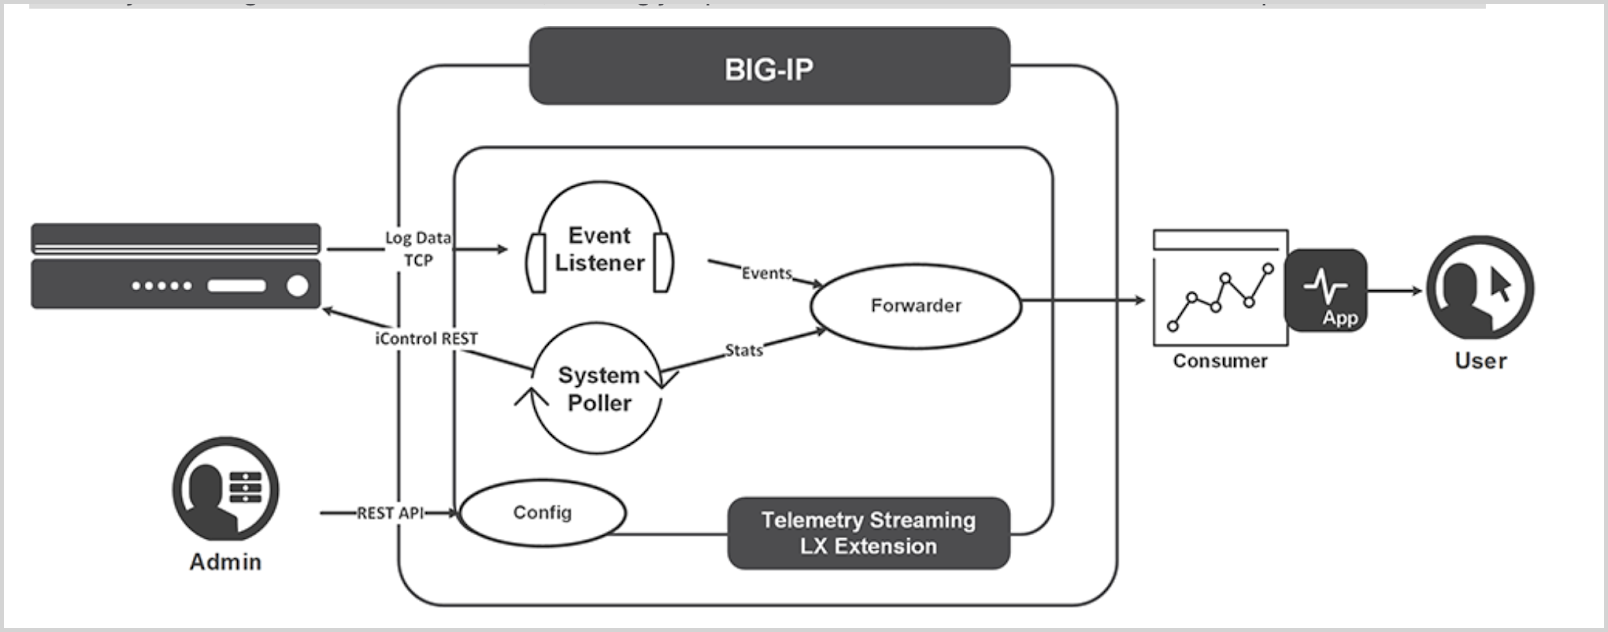 BIG-IP
Log Data
TCP
Event
Listener
Events
Forwarder
iControl REST
System
Poller
Stats
App
Consumer
User
REST API
Config
Telemetry Streaming
LX Extension
Admin